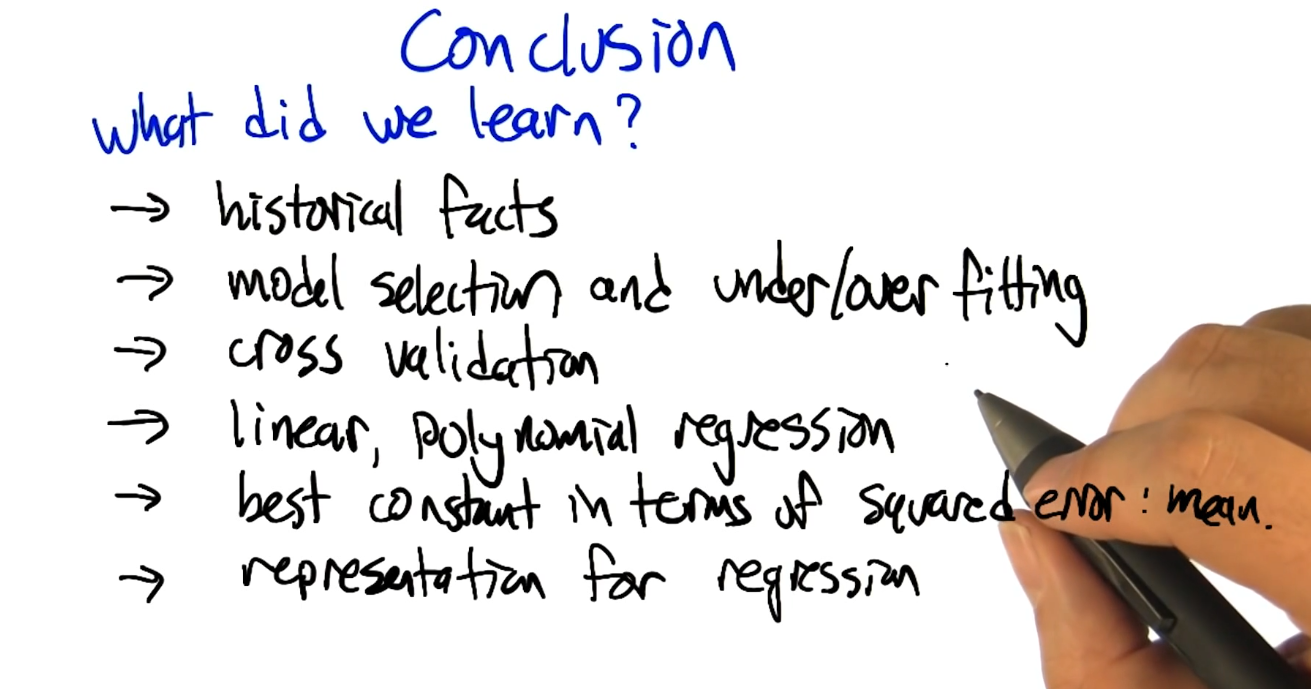 Conclusion
what did we learn?
→ historical facts
→ model selection and under/over fitting
→ cross validation
→ linear, polynomial regression
→ best constant in terms of squared error: mean.
→ representation for regression